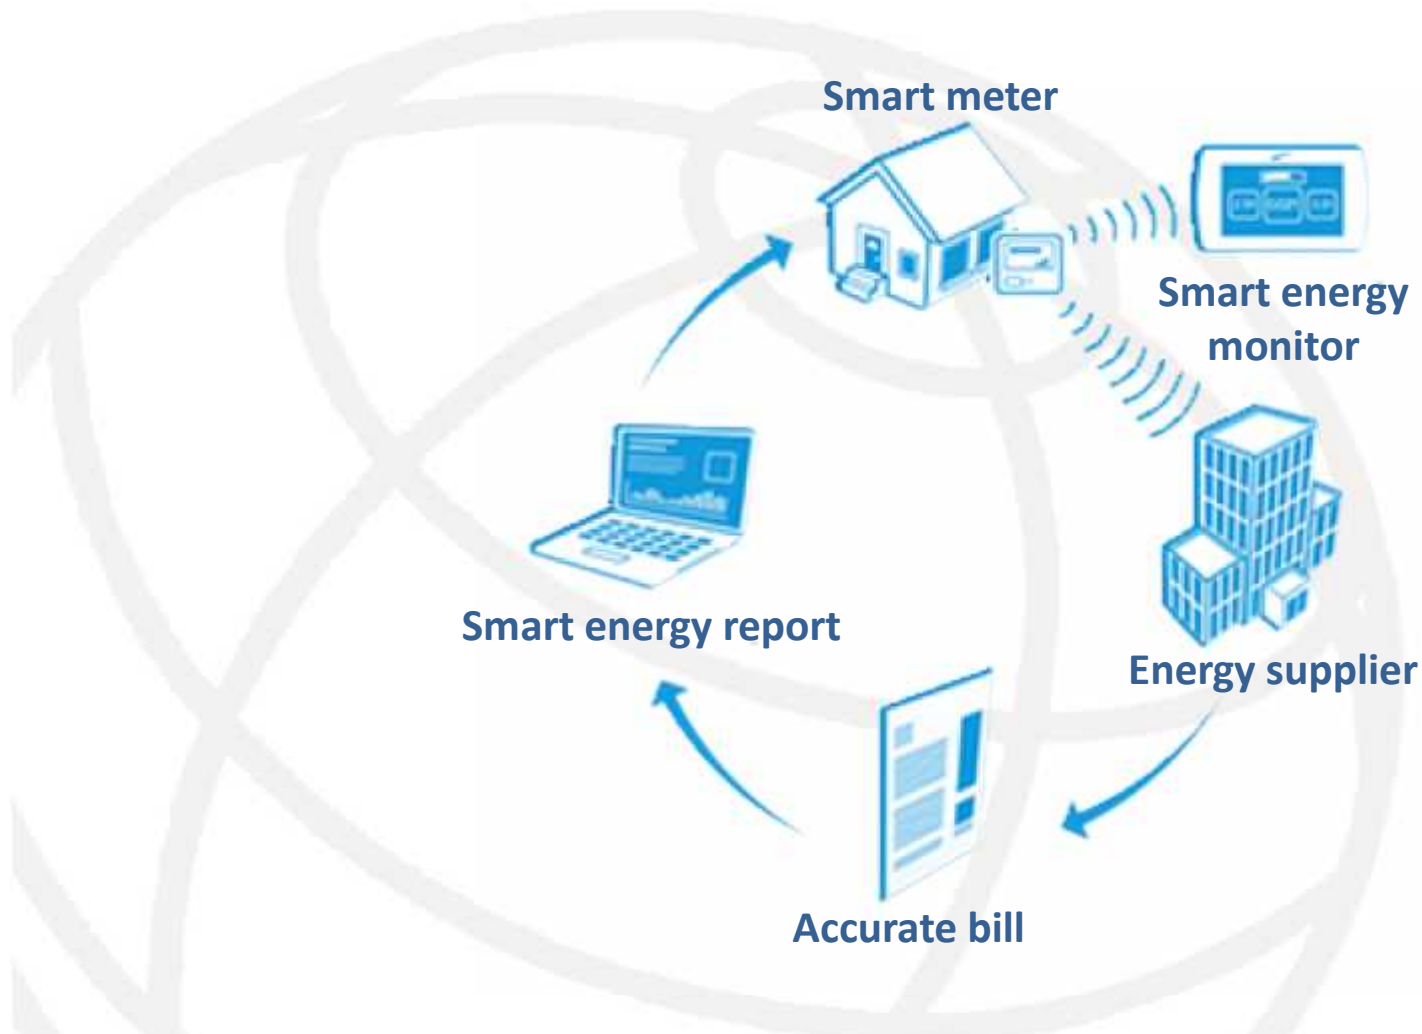 Smart meter
Smart energy
monitor
Smart energy report
Energy supplier
Accurate bill